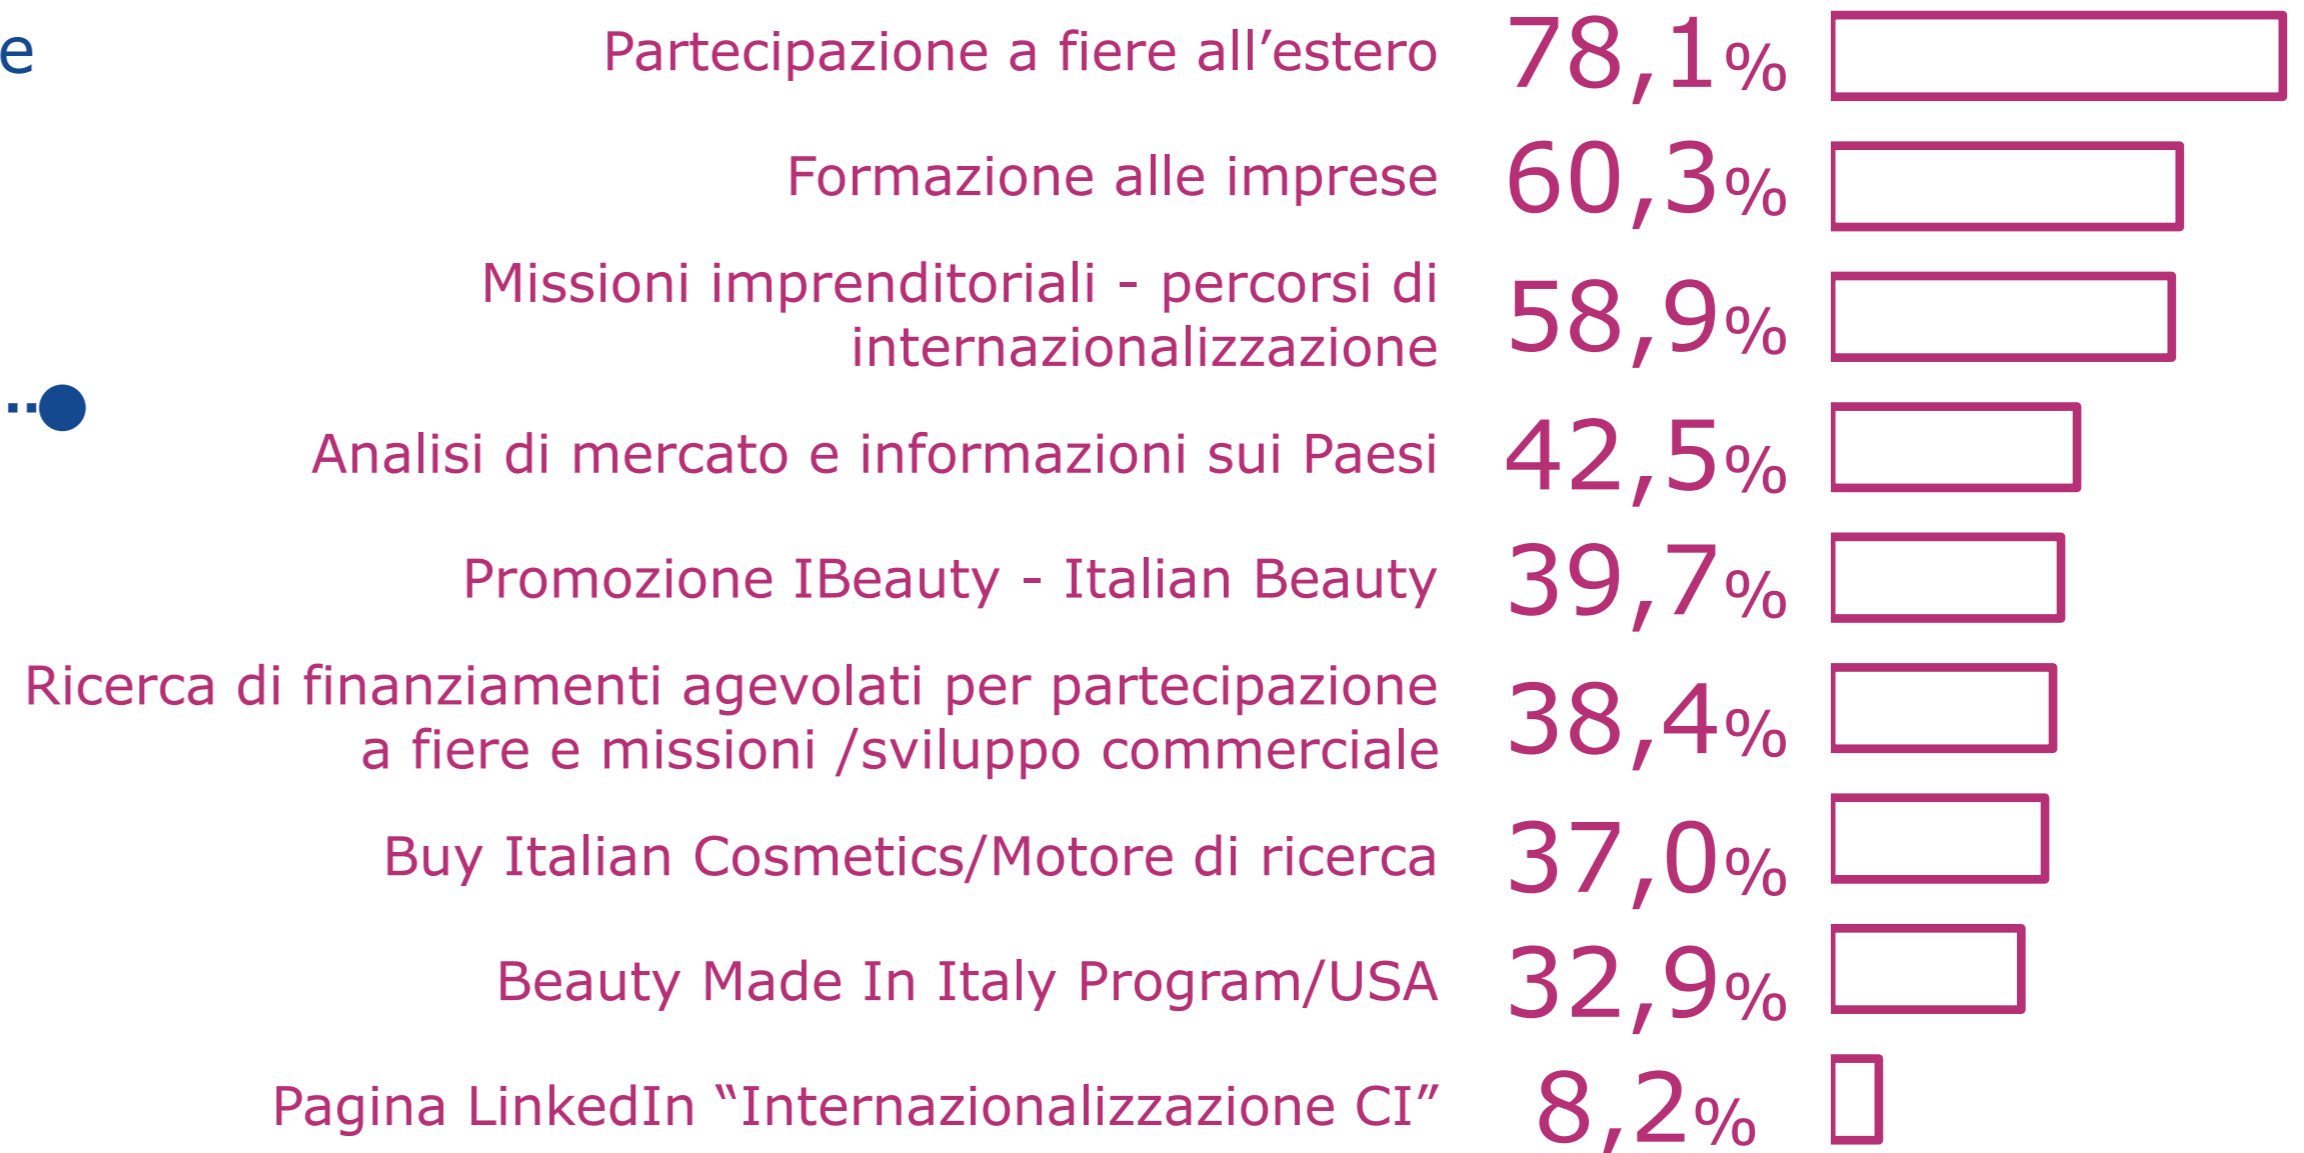 e
Partecipazione a fiere all’estero 78,1%
Formazione alle imprese 60,3%
Missioni imprenditoriali - percorsi di
internazionalizzazione 58,9%
Analisi di mercato e informazioni sui Paesi 42,5%
Promozione IBeauty - Italian Beauty 39,7%
Ricerca di finanziamenti agevolati per partecipazione
a fiere e missioni /sviluppo commerciale 38,4%
Buy Italian Cosmetics/Motore di ricerca 37,0%
Beauty Made In Italy Program/USA 32,9%
Pagina LinkedIn “Internazionalizzazione CI” 8,2%